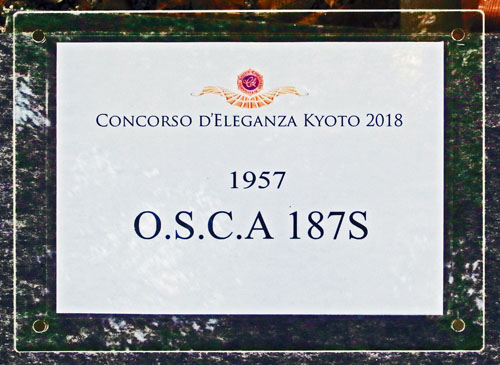 Concorso d'Eleganza Kyoto 2018
1957
O.S.C.A 187S